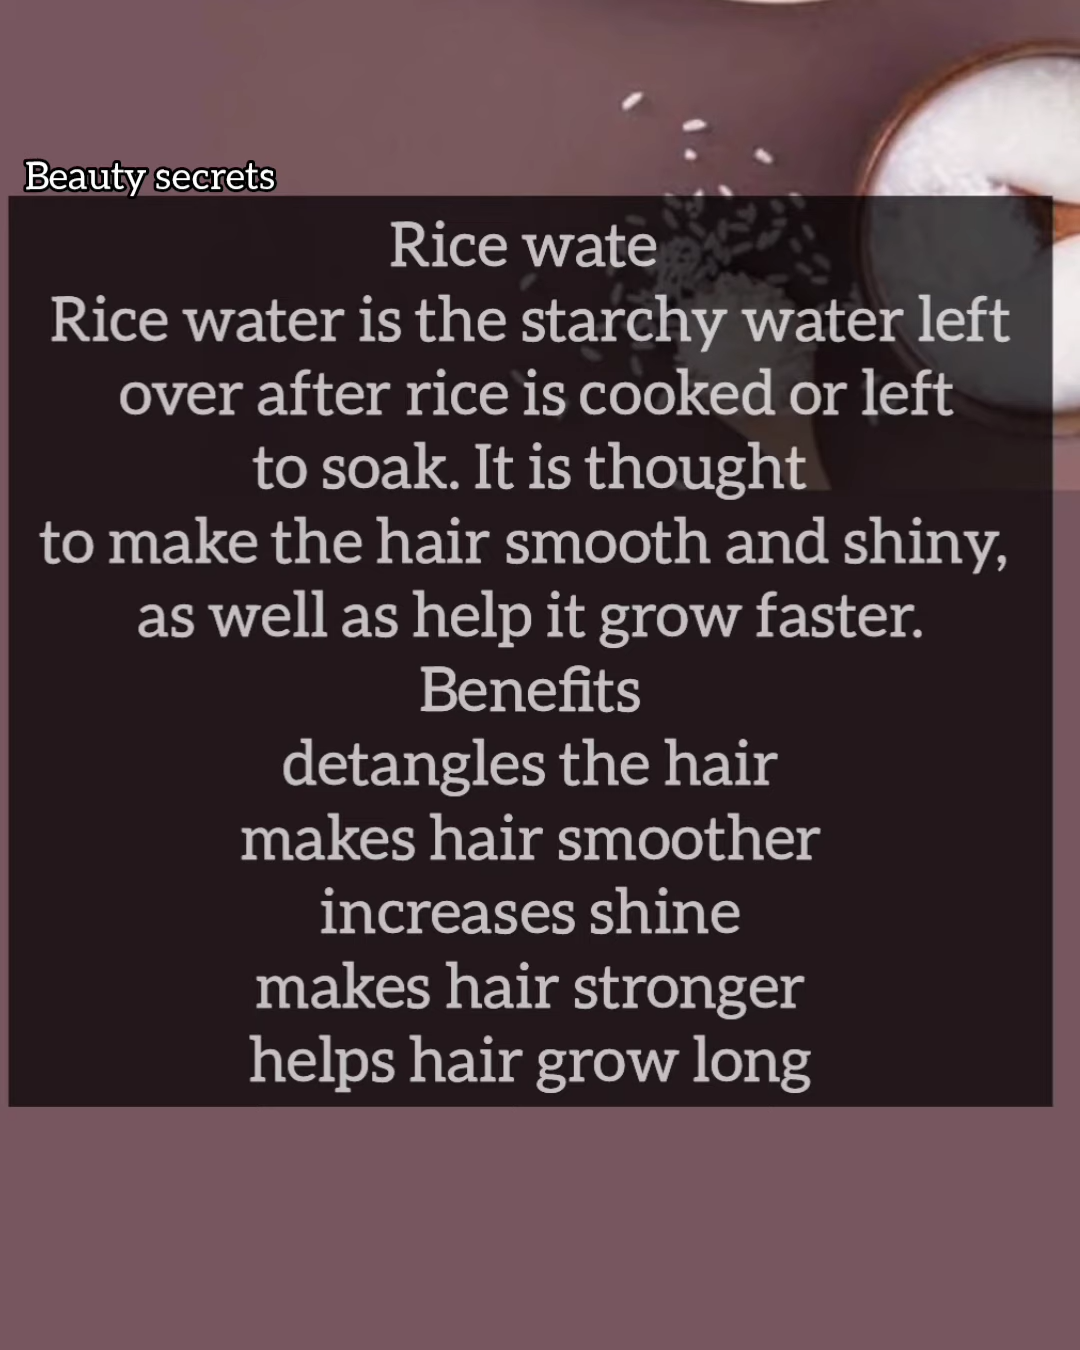 Beauty secrets
Rice wate
Rice water is the starchy water left
over after rice is cooked or left
to soak. It is thought
to make the hair smooth and shiny,
as well as help it grow faster.
Benefits
detangles the hair
makes hair smoother
increases shine
makes hair stronger
helps hair grow long